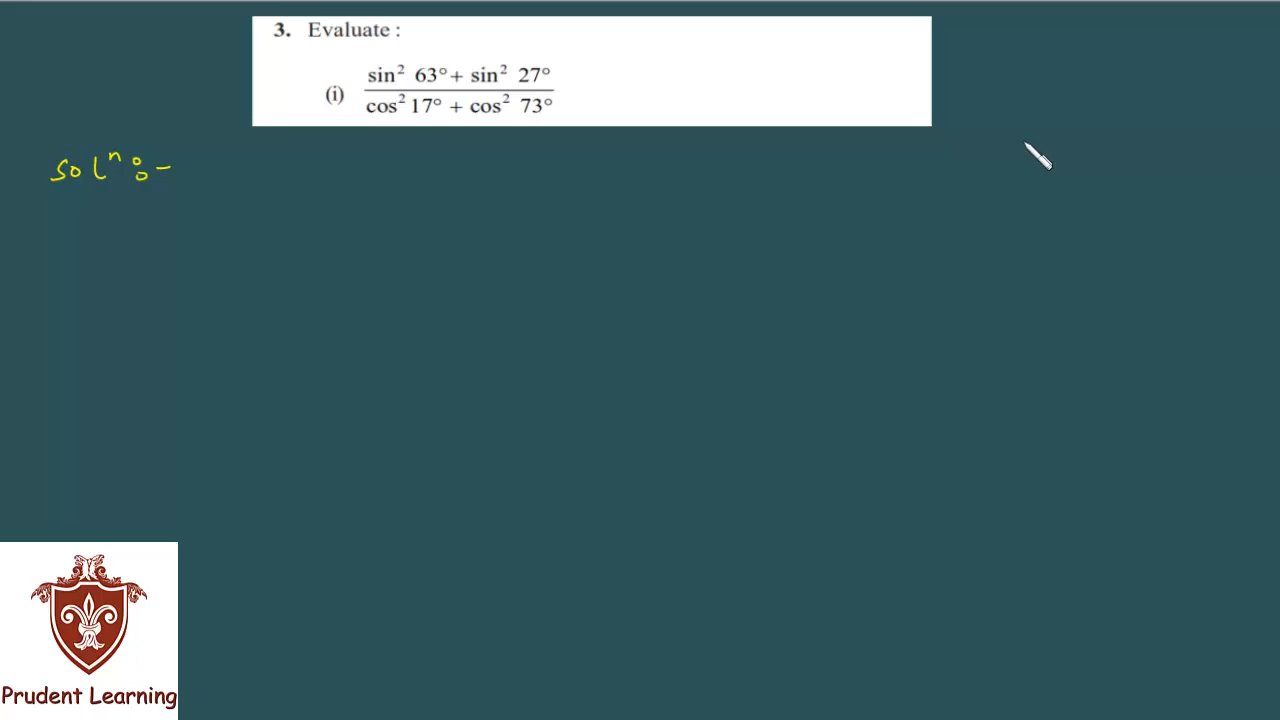 3. Evaluate :
(i) sin² 63° + sin² 27°
cos² 17° + cos² 73°
solⁿ :-
Prudent Learning